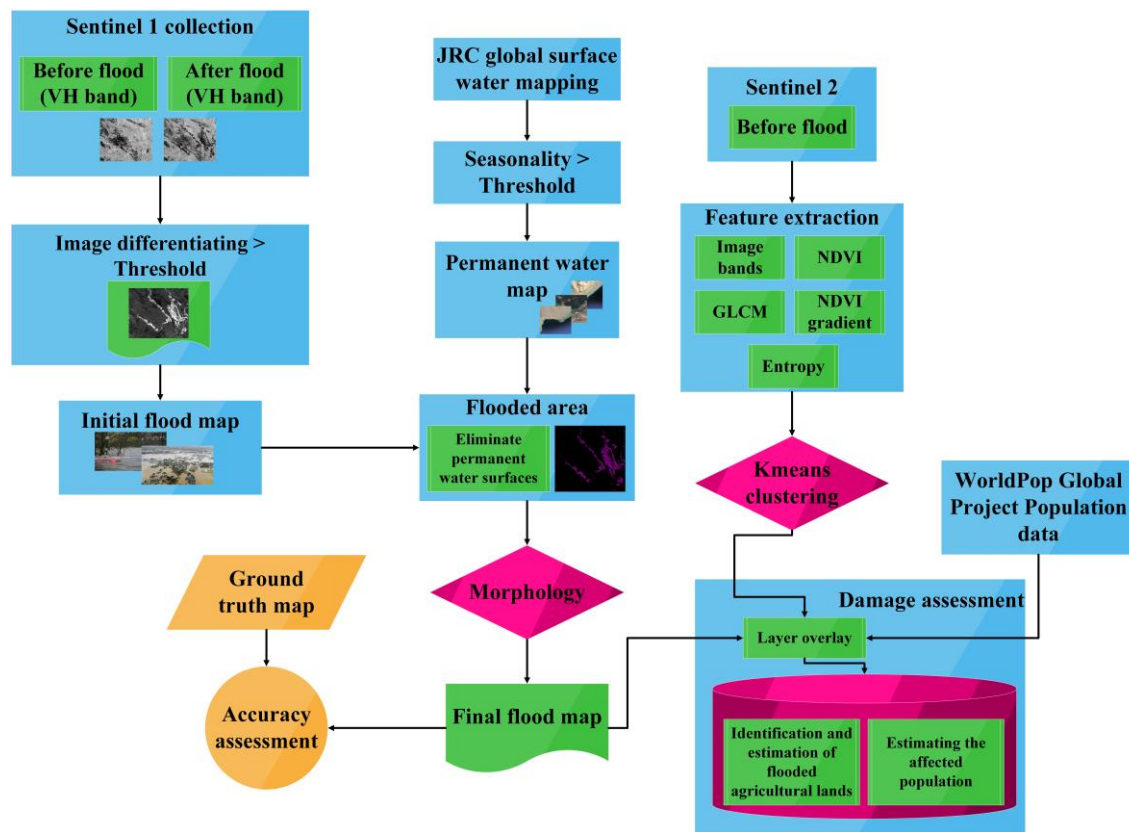 Sentinel 1 collection
Before flood
(VH band)
After flood
(VH band)
Image differentiating >
Threshold
Initial flood map
JRC global surface
water mapping
Seasonality >
Threshold
Permanent water
map
Flooded area
Eliminate
permanent
water surfaces
Morphology
Final flood map
Ground
truth map
Accuracy
assessment
Sentinel 2
Before flood
Feature extraction
Image
bands
NDVI
GLCM
NDVI
gradient
Entropy
Kmeans
clustering
WorldPop Global
Project Population
data
Damage assessment
Layer overlay
Identification and
estimation of
flooded
agricultural lands
Estimating the
affected
population